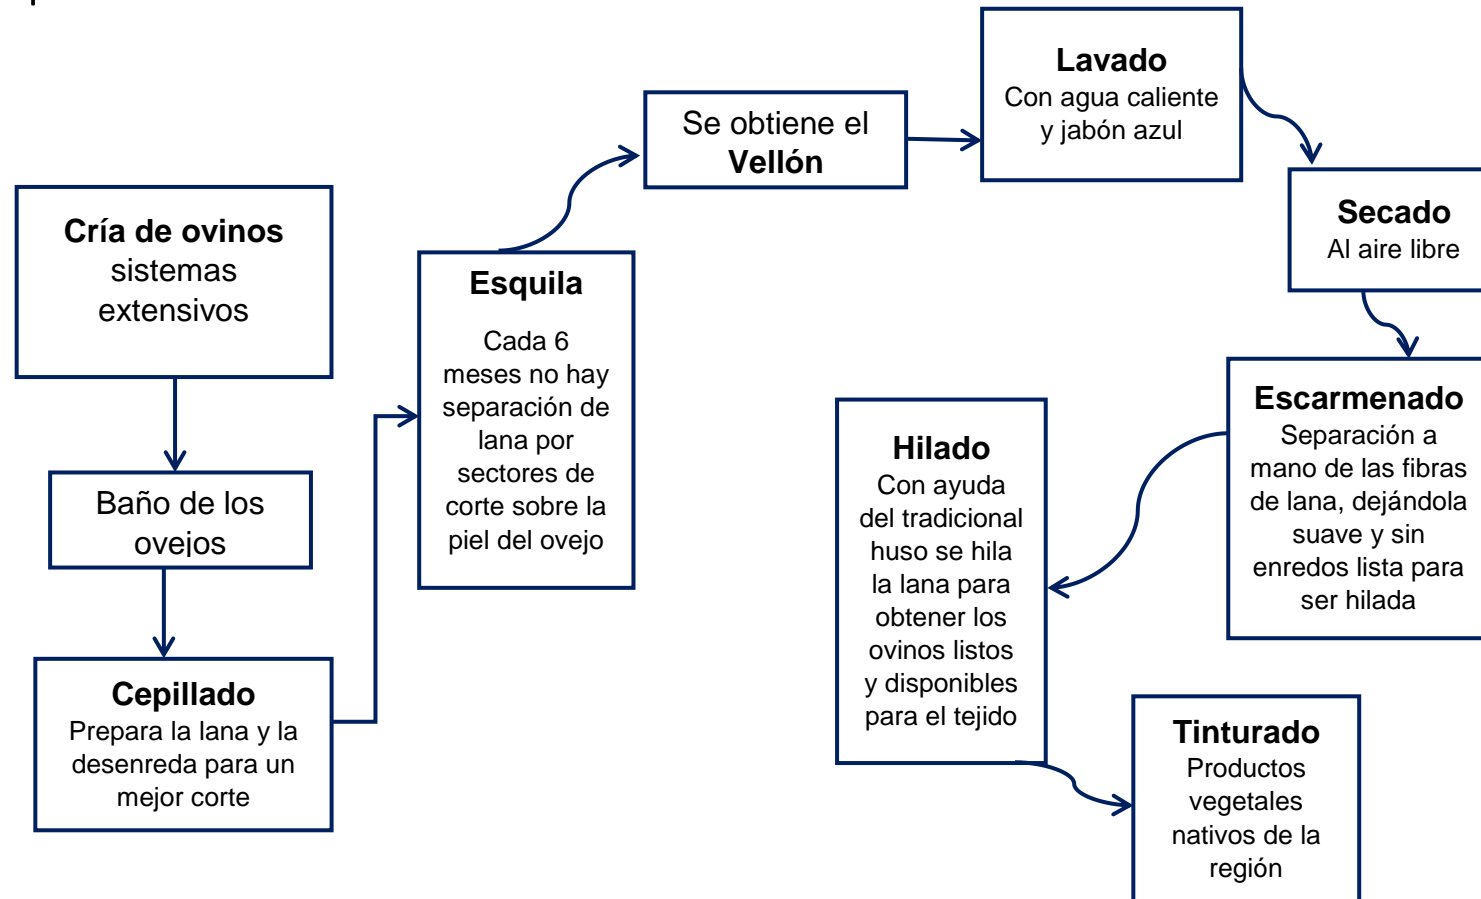 Cría de ovinos
sistemas
extensivos
Baño de los
ovejos
Cepillado
Prepara la lana y la
desenreda para un
mejor corte
Esquila
Cada 6
meses no hay
separación de
lana por
sectores de
corte sobre la
piel del ovejo
Se obtiene el
Vellón
Lavado
Con agua caliente
y jabón azul
Secado
Al aire libre
Escarmenado
Separación a
mano de las fibras
de lana, dejándola
suave y sin
enredos lista para
ser hilada
Hilado
Con ayuda
del tradicional
huso se hila
la lana para
obtener los
ovinos listos
y disponibles
para el tejido
Tinturado
Productos
vegetales
nativos de la
región